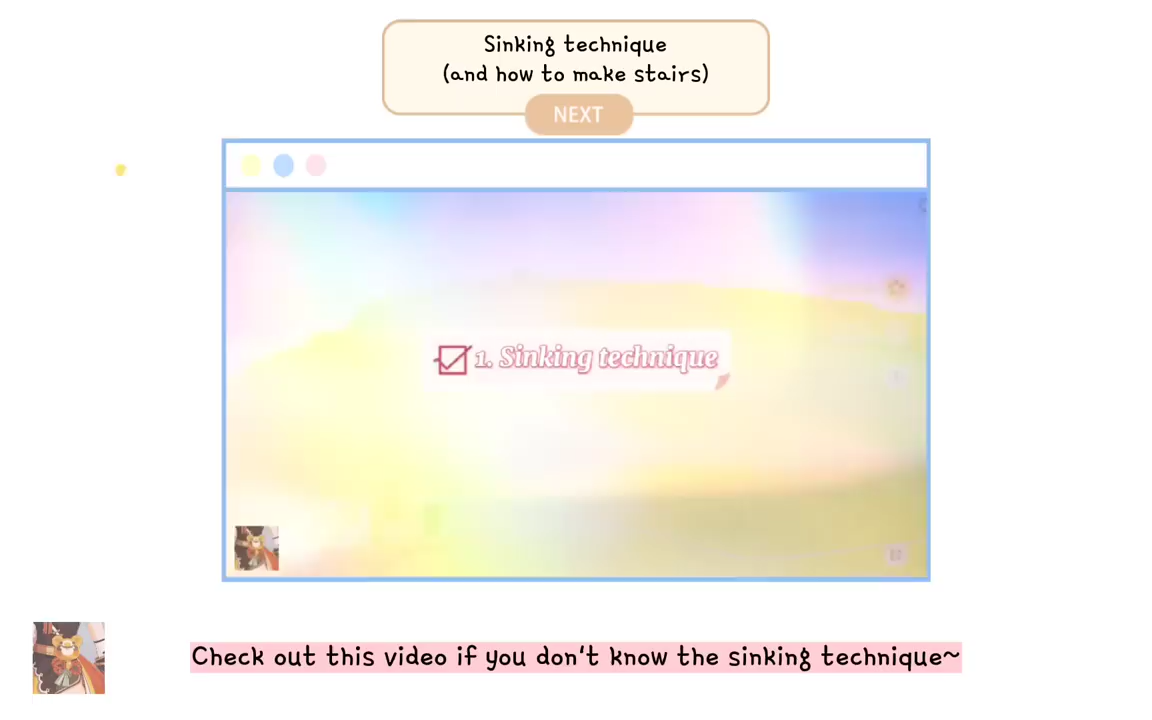 Sinking technique
(and how to make stairs)
NEXT
1. Sinking technique
Check out this video if you don't know the sinking technique~